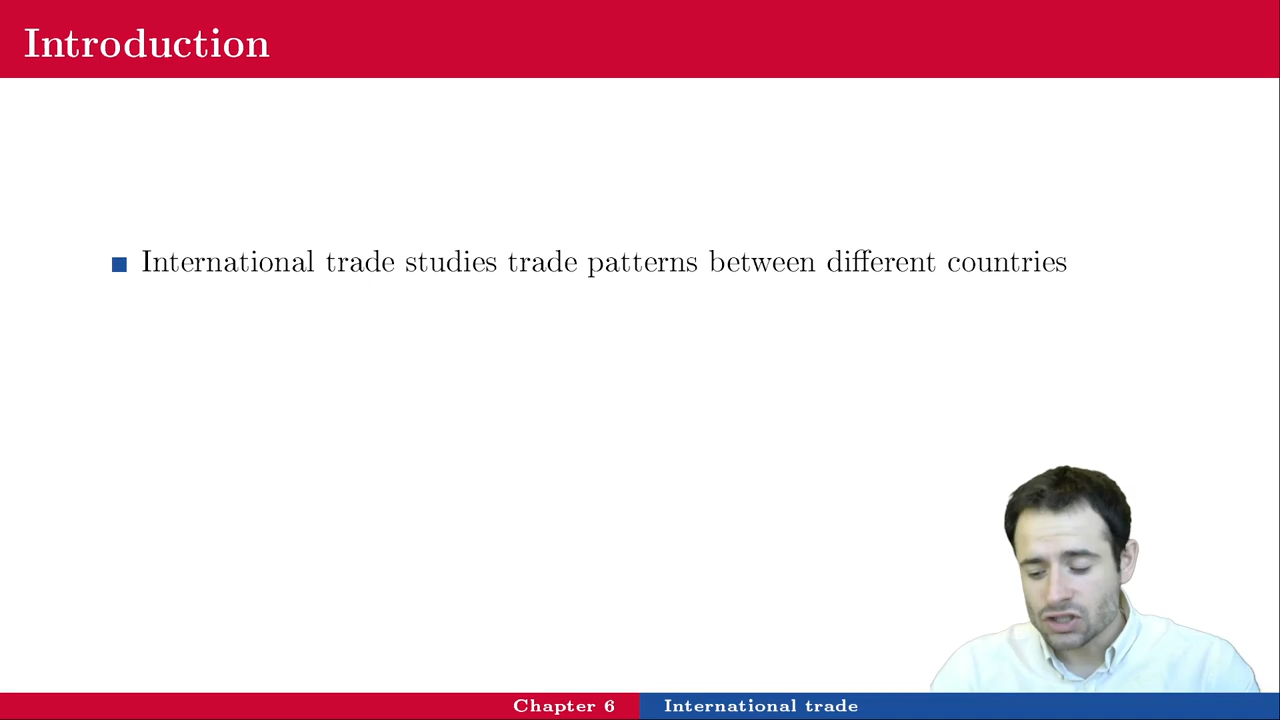 Introduction
International trade studies trade patterns between different countries
Chapter 6
International trade